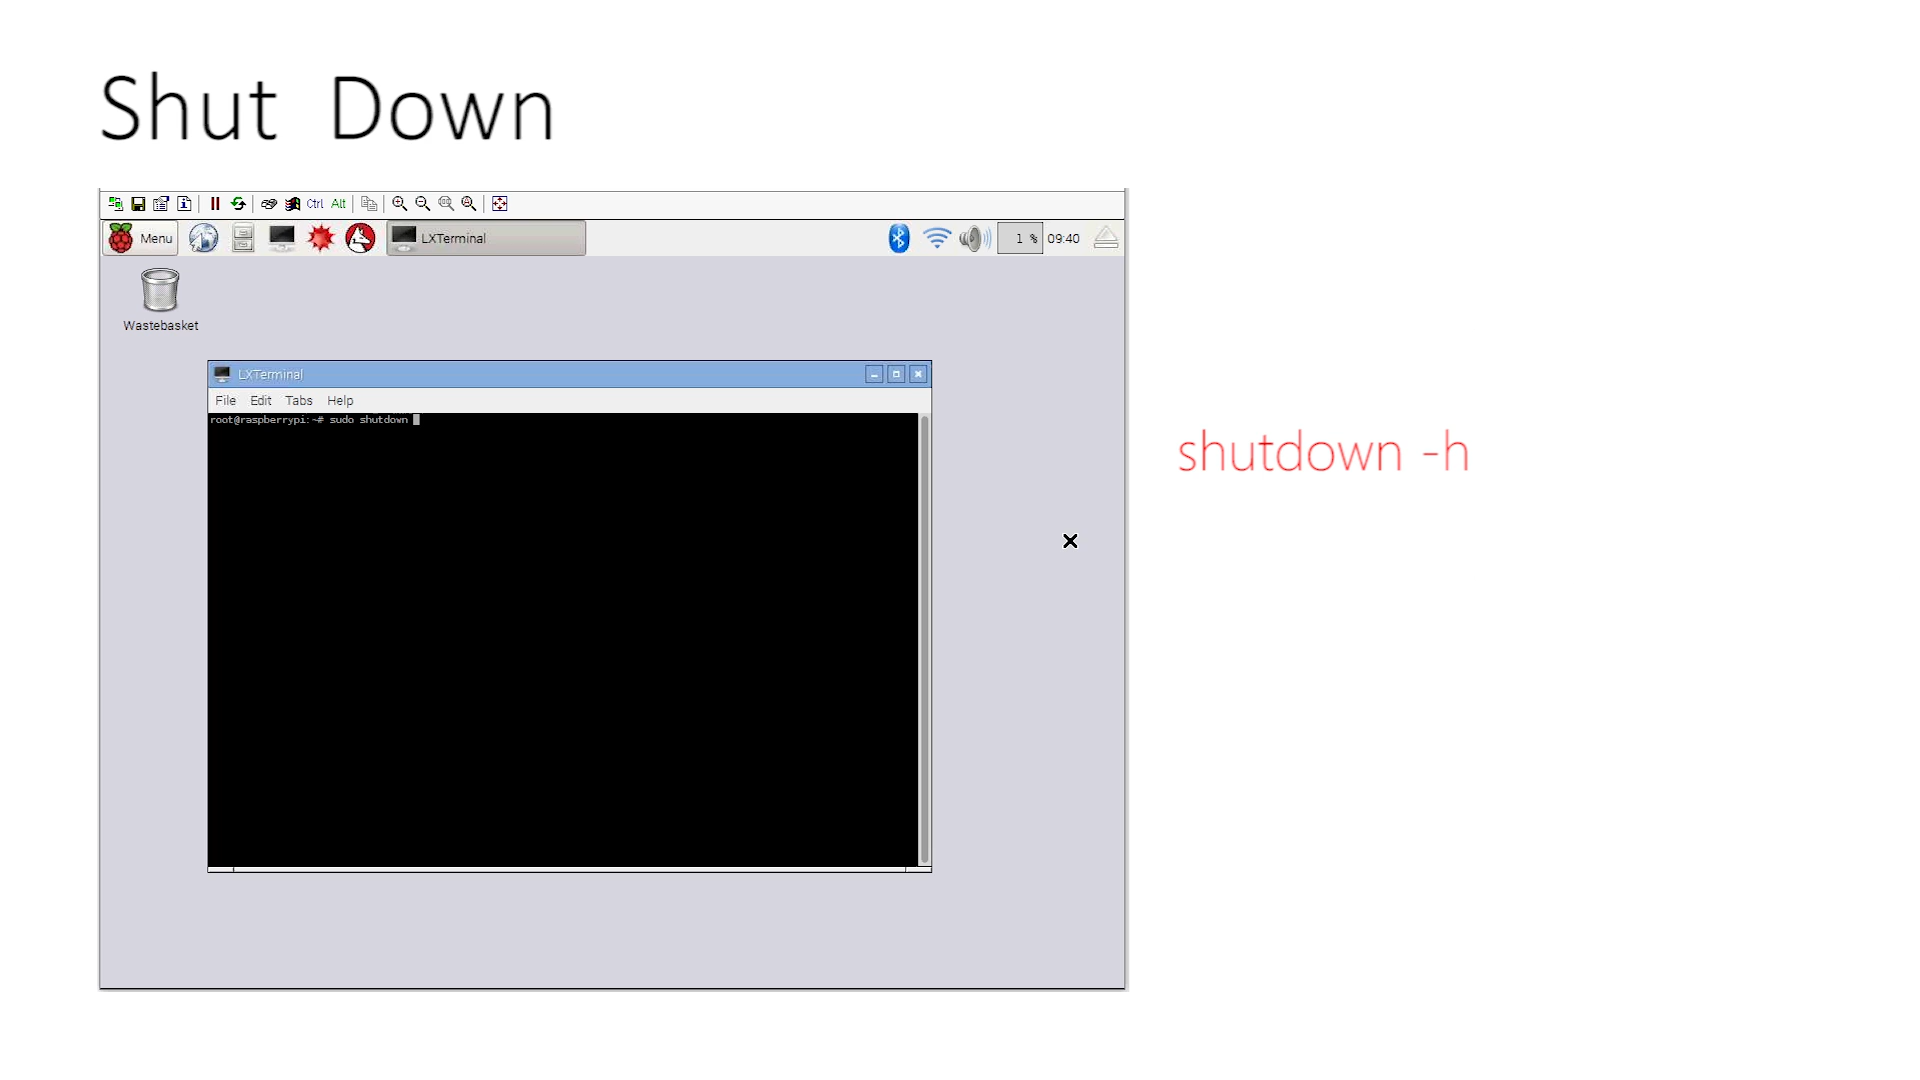 Shut Down
Ctrl Alt
Menu LXTerminal 1 % 09:40
Wastebasket
LXTerminal
File Edit Tabs Help
root@raspberrypi:~# sudo shutdown
shutdown -h